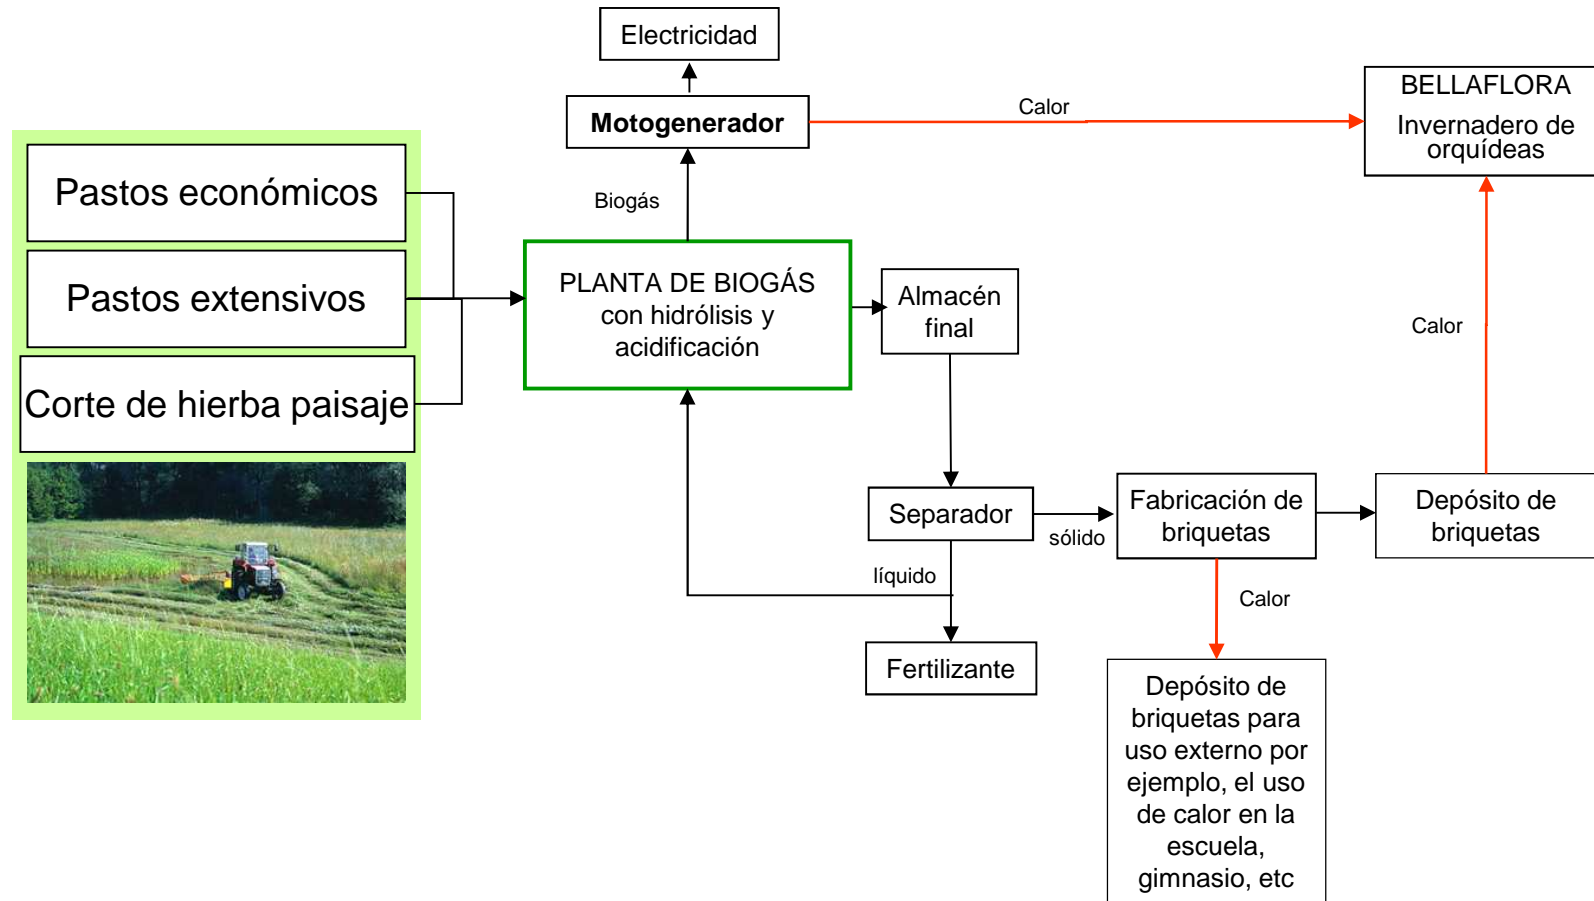 Electricidad
Motogenerador
Calor
BELLAFLORA
Invernadero de
orquídeas
Pastos económicos
Biogás
Pastos extensivos
PLANTA DE BIOGÁS
con hidrólisis y
acidificación
Almacén
final
Calor
Corte de hierba paisaje
Separador
sólido
Fabricación de
briquetas
Depósito de
briquetas
líquido
Calor
Fertilizante
Depósito de
briquetas para
uso externo por
ejemplo, el uso
de calor en la
escuela,
gimnasio, etc